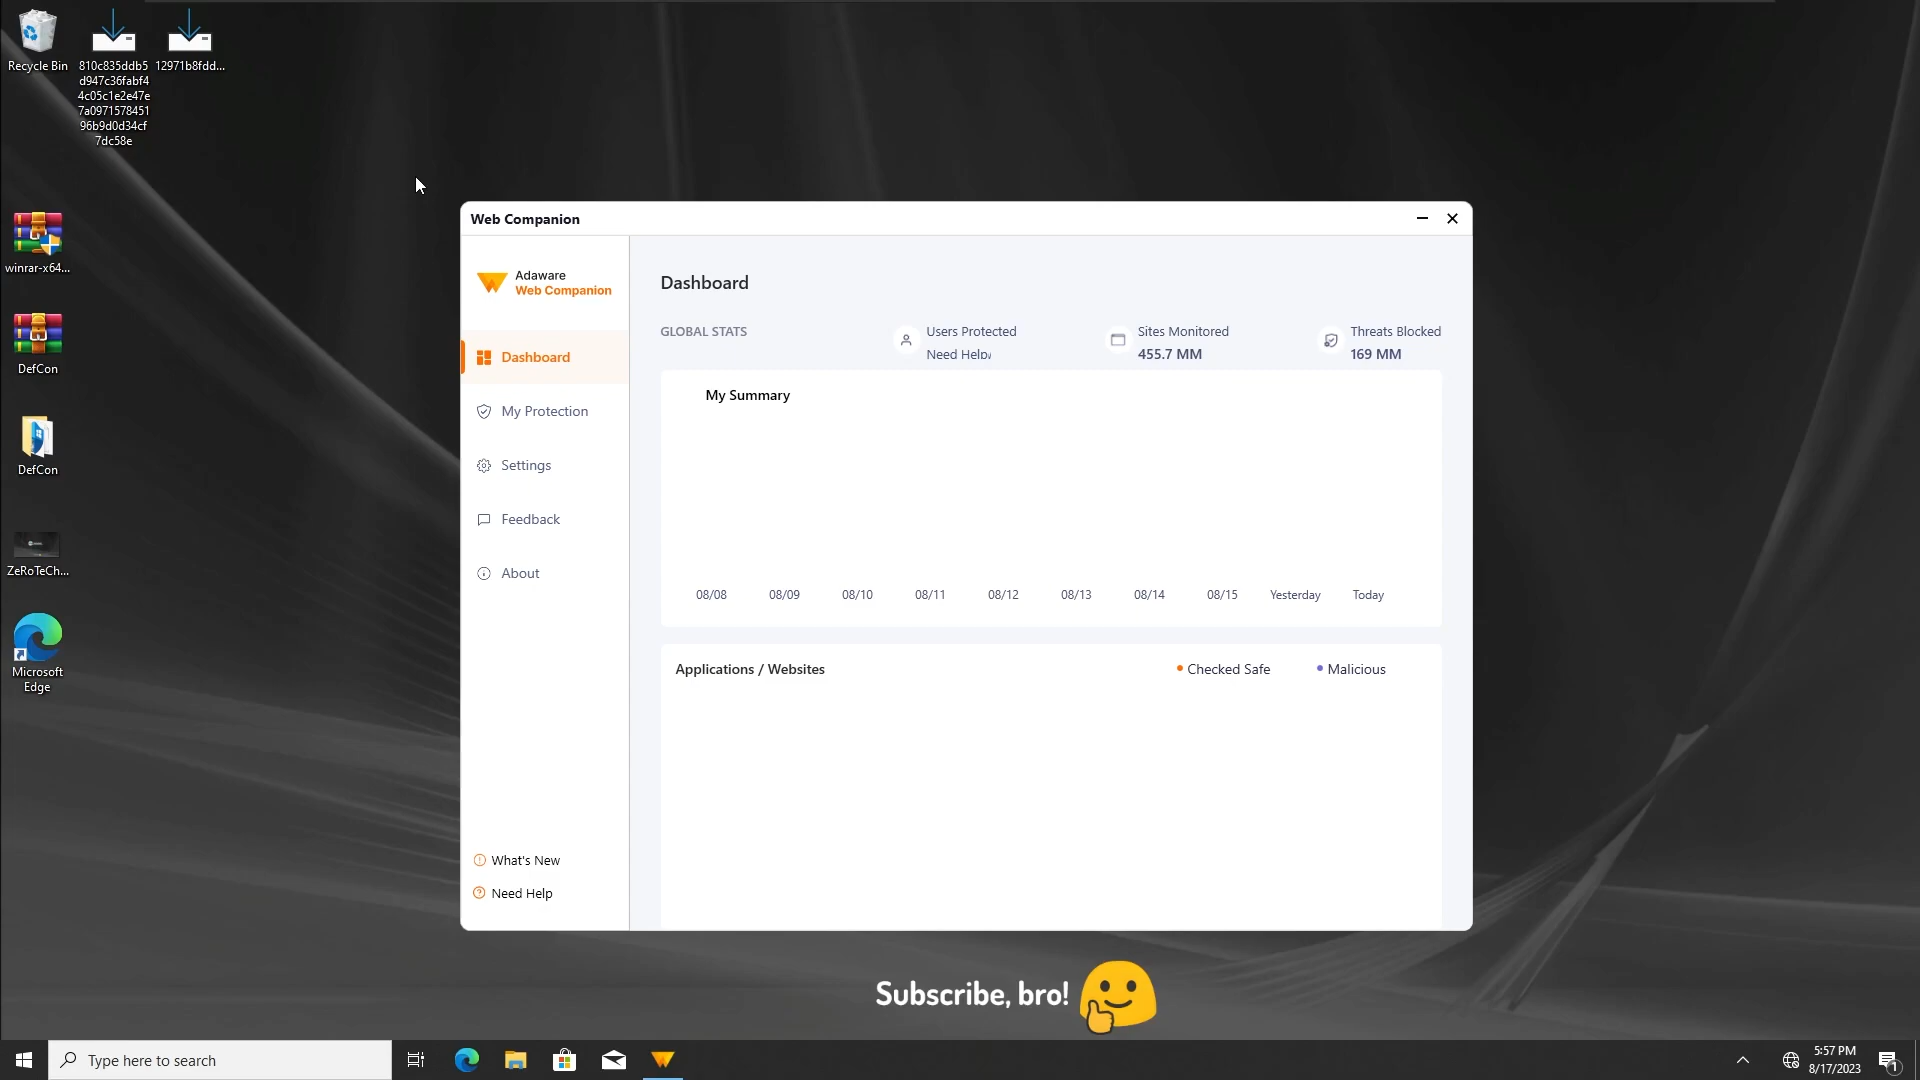 Recycle Bin
810c835ddb5
d947c36fabf4
4c05c1e2e47e
7a0971578451
96b9d0d34cf
7dc58e
12971b8fdd...
winrar-x64...
DefCon
DefCon
ZeRoTeCh...
Microsoft
Edge
Web Companion
Adaware
Web Companion
Dashboard
My Protection
Settings
Feedback
About
What's New
Need Help
Dashboard
GLOBAL STATS
Users Protected
Need Help
Sites Monitored
455.7 MM
Threats Blocked
169 MM
My Summary
08/08 08/09 08/10 08/11 08/12 08/13 08/14 08/15 Yesterday Today
Applications / Websites
Checked Safe
Malicious
Subscribe, bro!
Type here to search
5:57 PM
8/17/2023
1